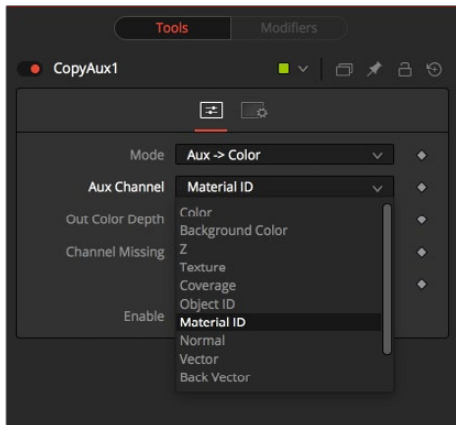 Tools Modifiers
CopyAux1
Mode Aux -> Color
Aux Channel Material ID
Out Color Depth
Channel Missing
Enable
Color
Background Color
Z
Texture
Coverage
Object ID
Material ID
Normal
Vector
Back Vector